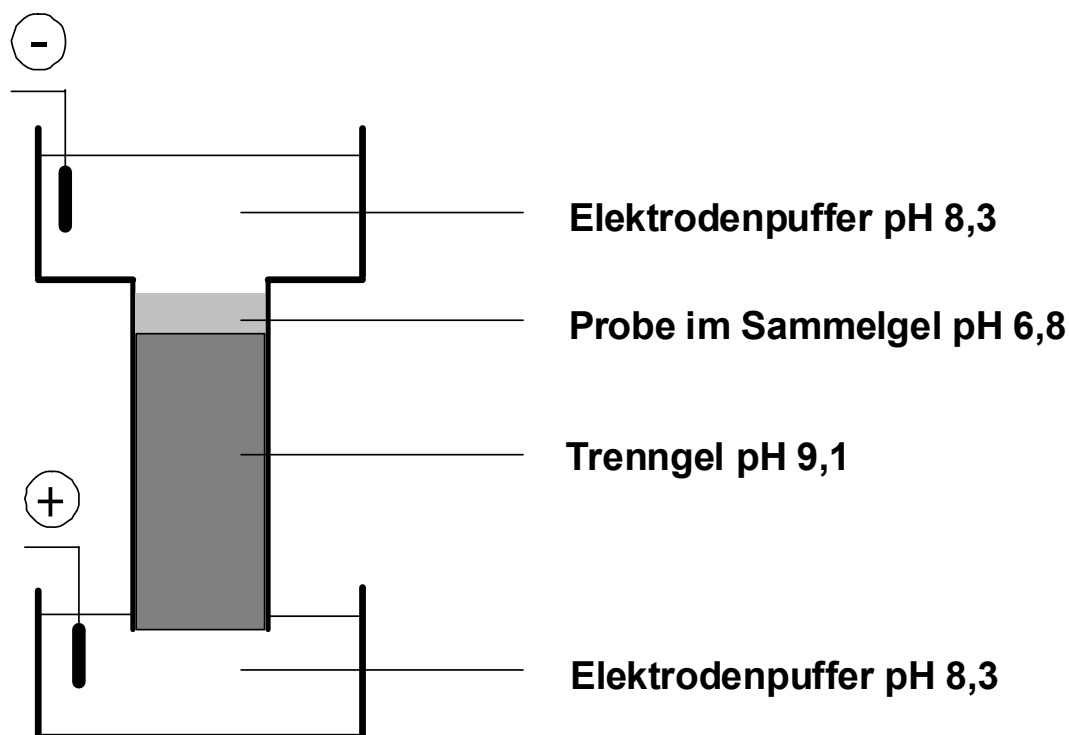 -
Elektrodenpuffer pH 8,3
Probe im Sammelgel pH 6,8
Trenngel pH 9,1
+
Elektrodenpuffer pH 8,3